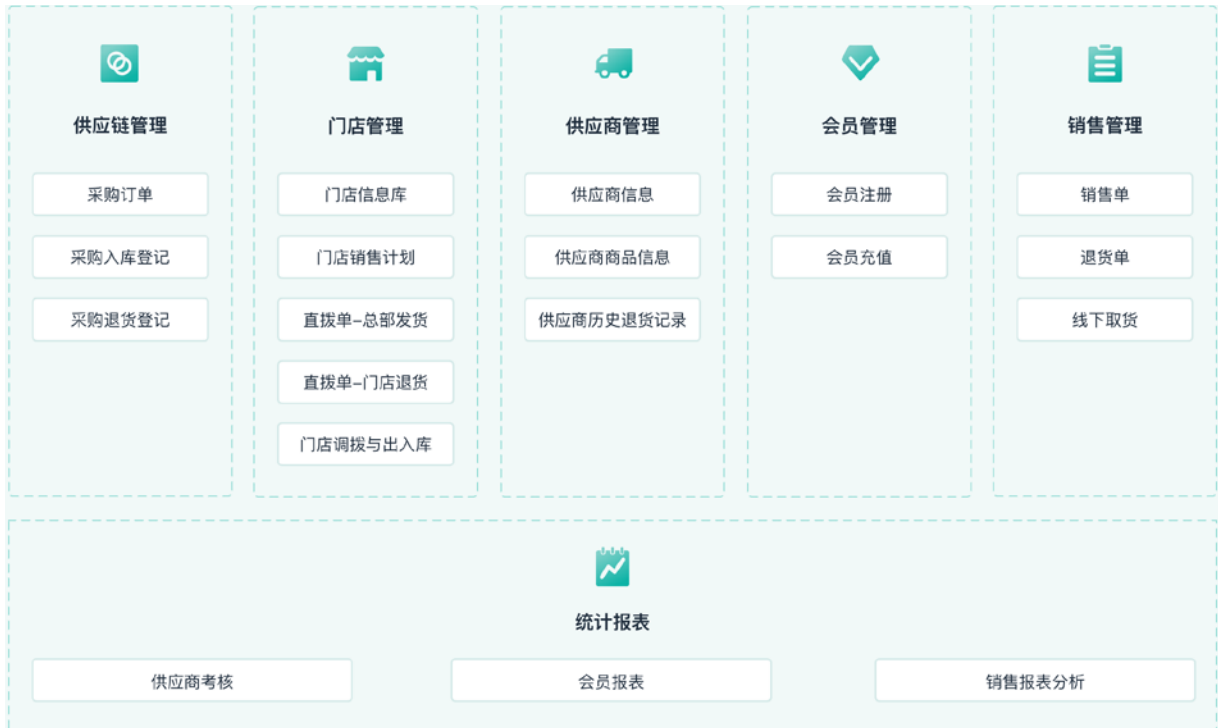 供应链管理
采购订单
采购入库登记
采购退货登记
门店管理
门店信息库
门店销售计划
直拨单-总部发货
直拨单-门店退货
门店调拨与出入库
供应商管理
供应商信息
供应商商品信息
供应商历史退货记录
会员管理
会员注册
会员充值
销售管理
销售单
退货单
线下取货
统计报表
供应商考核
会员报表
销售报表分析